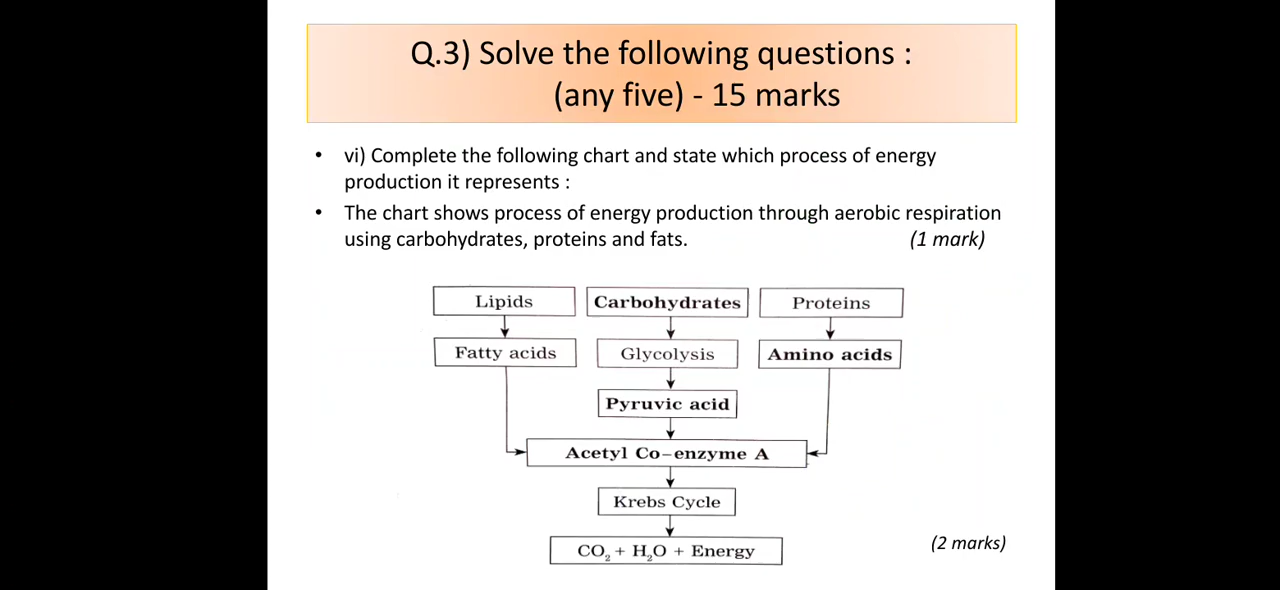 Q.3) Solve the following questions :
(any five) - 15 marks
• vi) Complete the following chart and state which process of energy
production it represents :
• The chart shows process of energy production through aerobic respiration
using carbohydrates, proteins and fats. (1 mark)
Lipids Carbohydrates Proteins
Fatty acids Glycolysis Amino acids
Pyruvic acid
Acetyl Co-enzyme A
Krebs Cycle
CO₂ + H₂O + Energy
(2 marks)